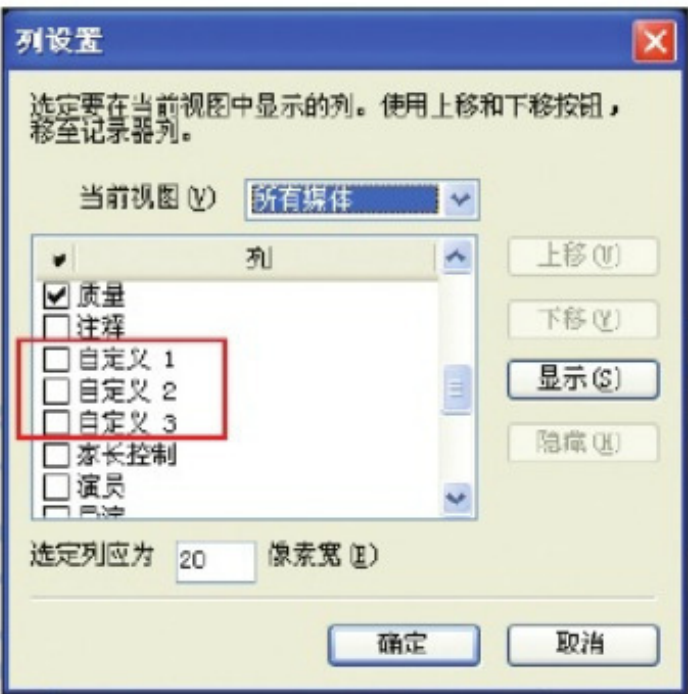 列设置
选定要在当前视图中显示的列。使用上移和下移按钮，
移至记录器列。
当前视图(V) 所有媒体
列
上移(U)
质量
注释
下移(Y)
自定义 1
自定义 2
显示(S)
自定义 3
家长控制
隐藏(H)
演员
选定列应为 20 像素宽(E)
确定 取消